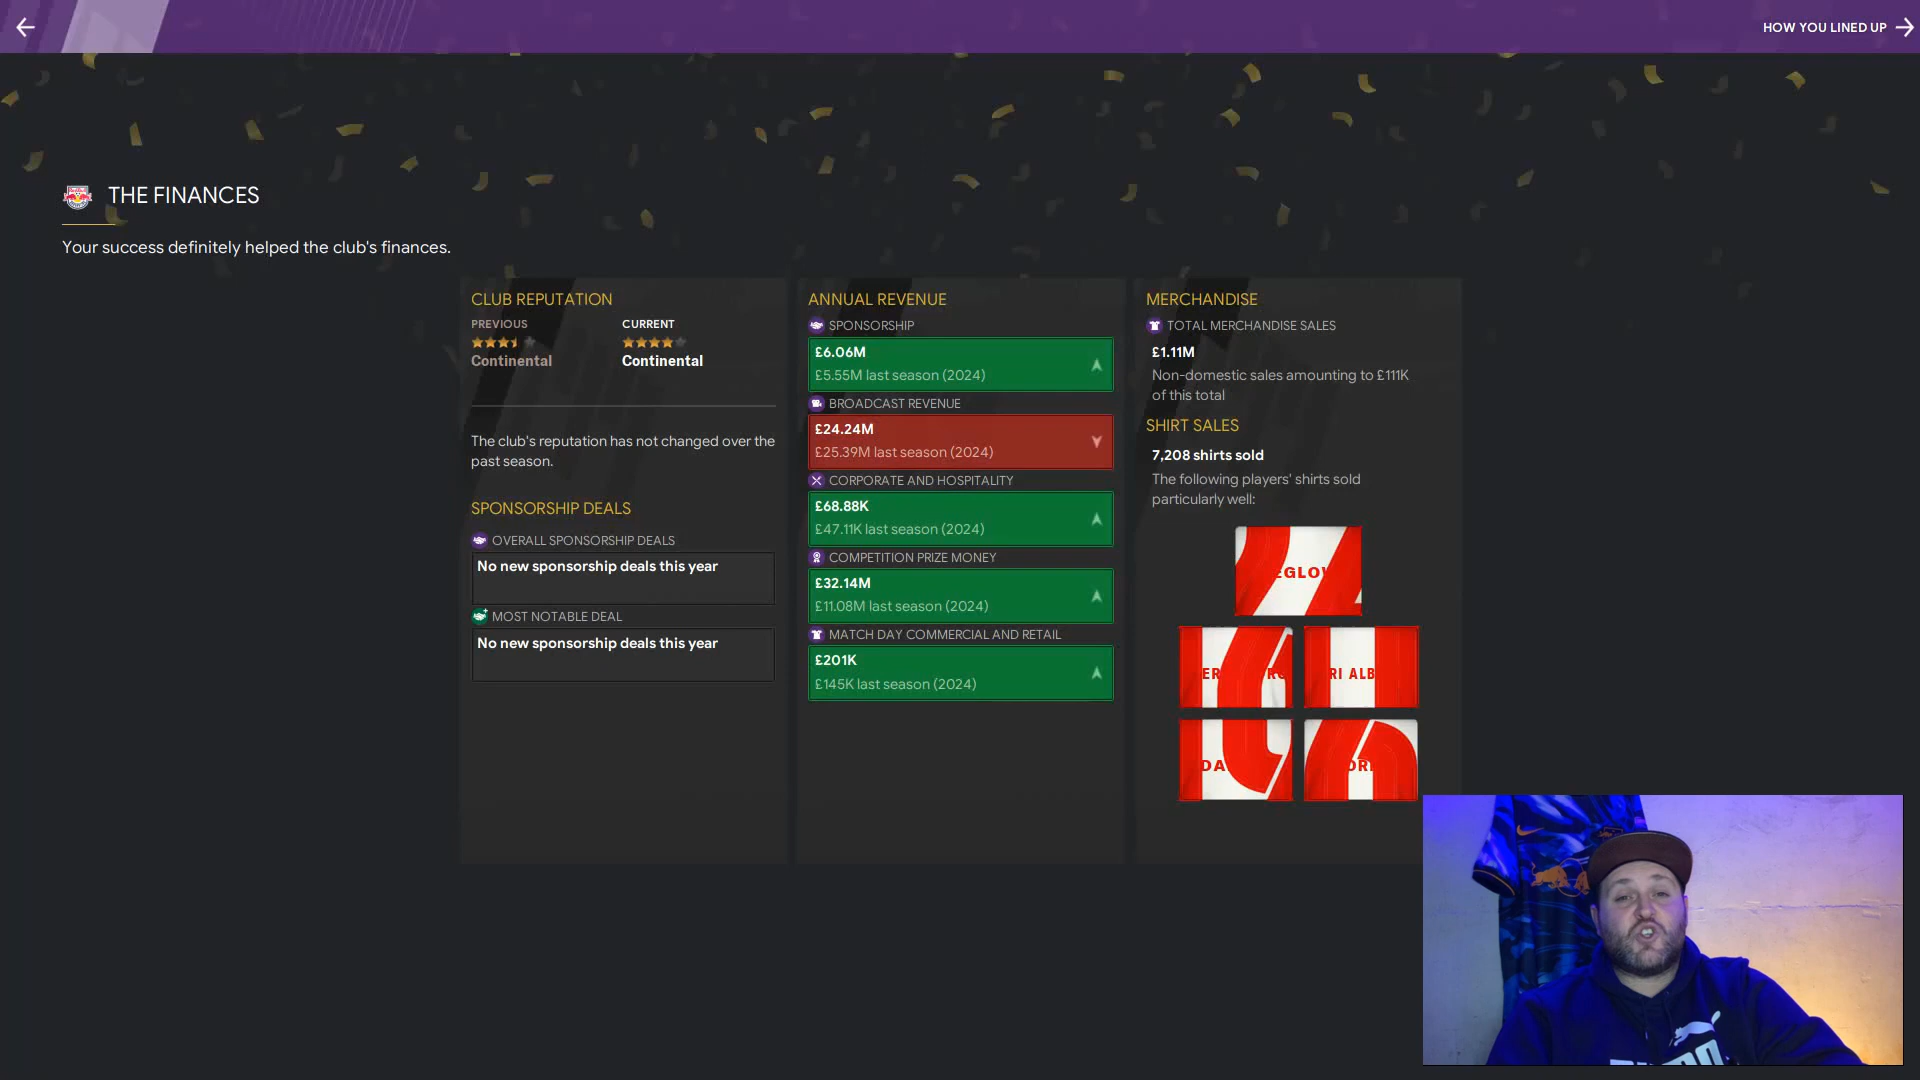 HOW YOU LINED UP
THE FINANCES
Your success definitely helped the club's finances.
CLUB REPUTATION
PREVIOUS
CURRENT
Continental
Continental
The club's reputation has not changed over the
past season.
SPONSORSHIP DEALS
OVERALL SPONSORSHIP DEALS
No new sponsorship deals this year
MOST NOTABLE DEAL
No new sponsorship deals this year
ANNUAL REVENUE
SPONSORSHIP
£6.06M
£5.55M last season (2024)
BROADCAST REVENUE
£24.24M
£25.39M last season (2024)
CORPORATE AND HOSPITALITY
£68.88K
£47.11K last season (2024)
COMPETITION PRIZE MONEY
£32.14M
£11.08M last season (2024)
MATCH DAY COMMERCIAL AND RETAIL
£201K
£145K last season (2024)
MERCHANDISE
TOTAL MERCHANDISE SALES
£1.11M
Non-domestic sales amounting to £111K
of this total
SHIRT SALES
7,208 shirts sold
The following players' shirts sold
particularly well:
RI ALB